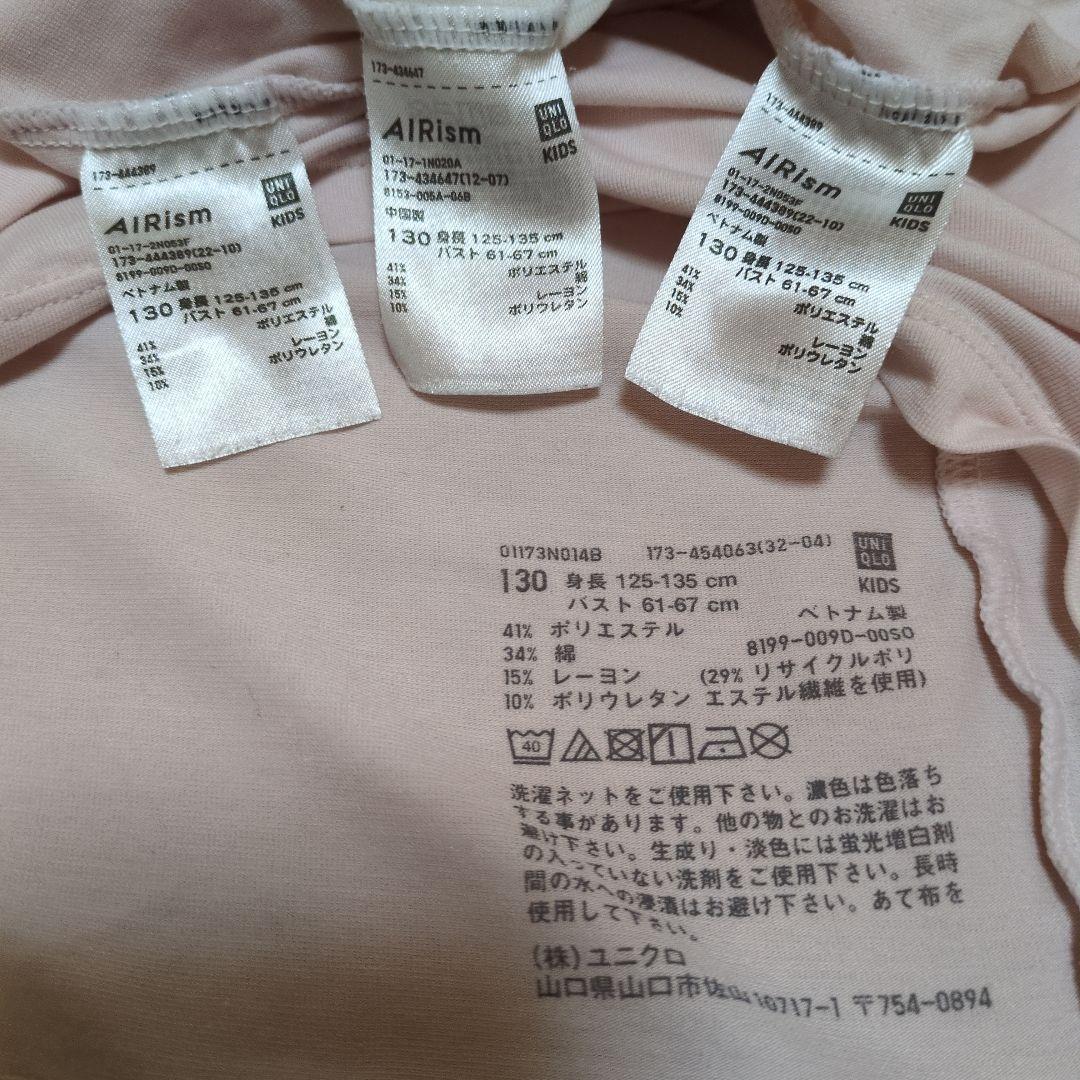 173-444389
AIRism
UNI
QLO
KIDS
01-17-2N053F
173-444389(22-10)
8199-009D-00S0
ベトナム製
130 身長 125-135 cm
バスト 61-67 cm
41% ポリエステル
34% 綿
15% レーヨン
10% ポリウレタン
173-434647
AIRism
UNI
QLO
KIDS
01-17-1N020A
173-434647(12-07)
8153-005A-06B
中国製
130 身長 125-135 cm
バスト 61-67 cm
41% ポリエステル
34% 綿
15% レーヨン
10% ポリウレタン
173-444389
AIRism
UNI
QLO
KIDS
01-17-2N053F
173-444389(22-10)
8199-009D-00S0
ベトナム製
130 身長 125-135 cm
バスト 61-67 cm
41% ポリエステル
34% 綿
15% レーヨン
10% ポリウレタン
01173N014B 173-454063(32-04)
UNI
QLO
KIDS
130 身長 125-135 cm
バスト 61-67 cm
ベトナム製
41% ポリエステル
8199-009D-00S0
34% 綿
15% レーヨン (29% リサイクルポリ
10% ポリウレタン エステル繊維を使用)
40
洗濯ネットをご使用下さい。濃色は色落ち
する事があります。他の物とのお洗濯はお
避け下さい。生成り・淡色には蛍光増白剤
の入っていない洗剤をご使用下さい。長時
間の水への浸漬はお避け下さい。あて布を
使用して下さい。
(株)ユニクロ
山口県山口市佐山10717-1 〒754-0894